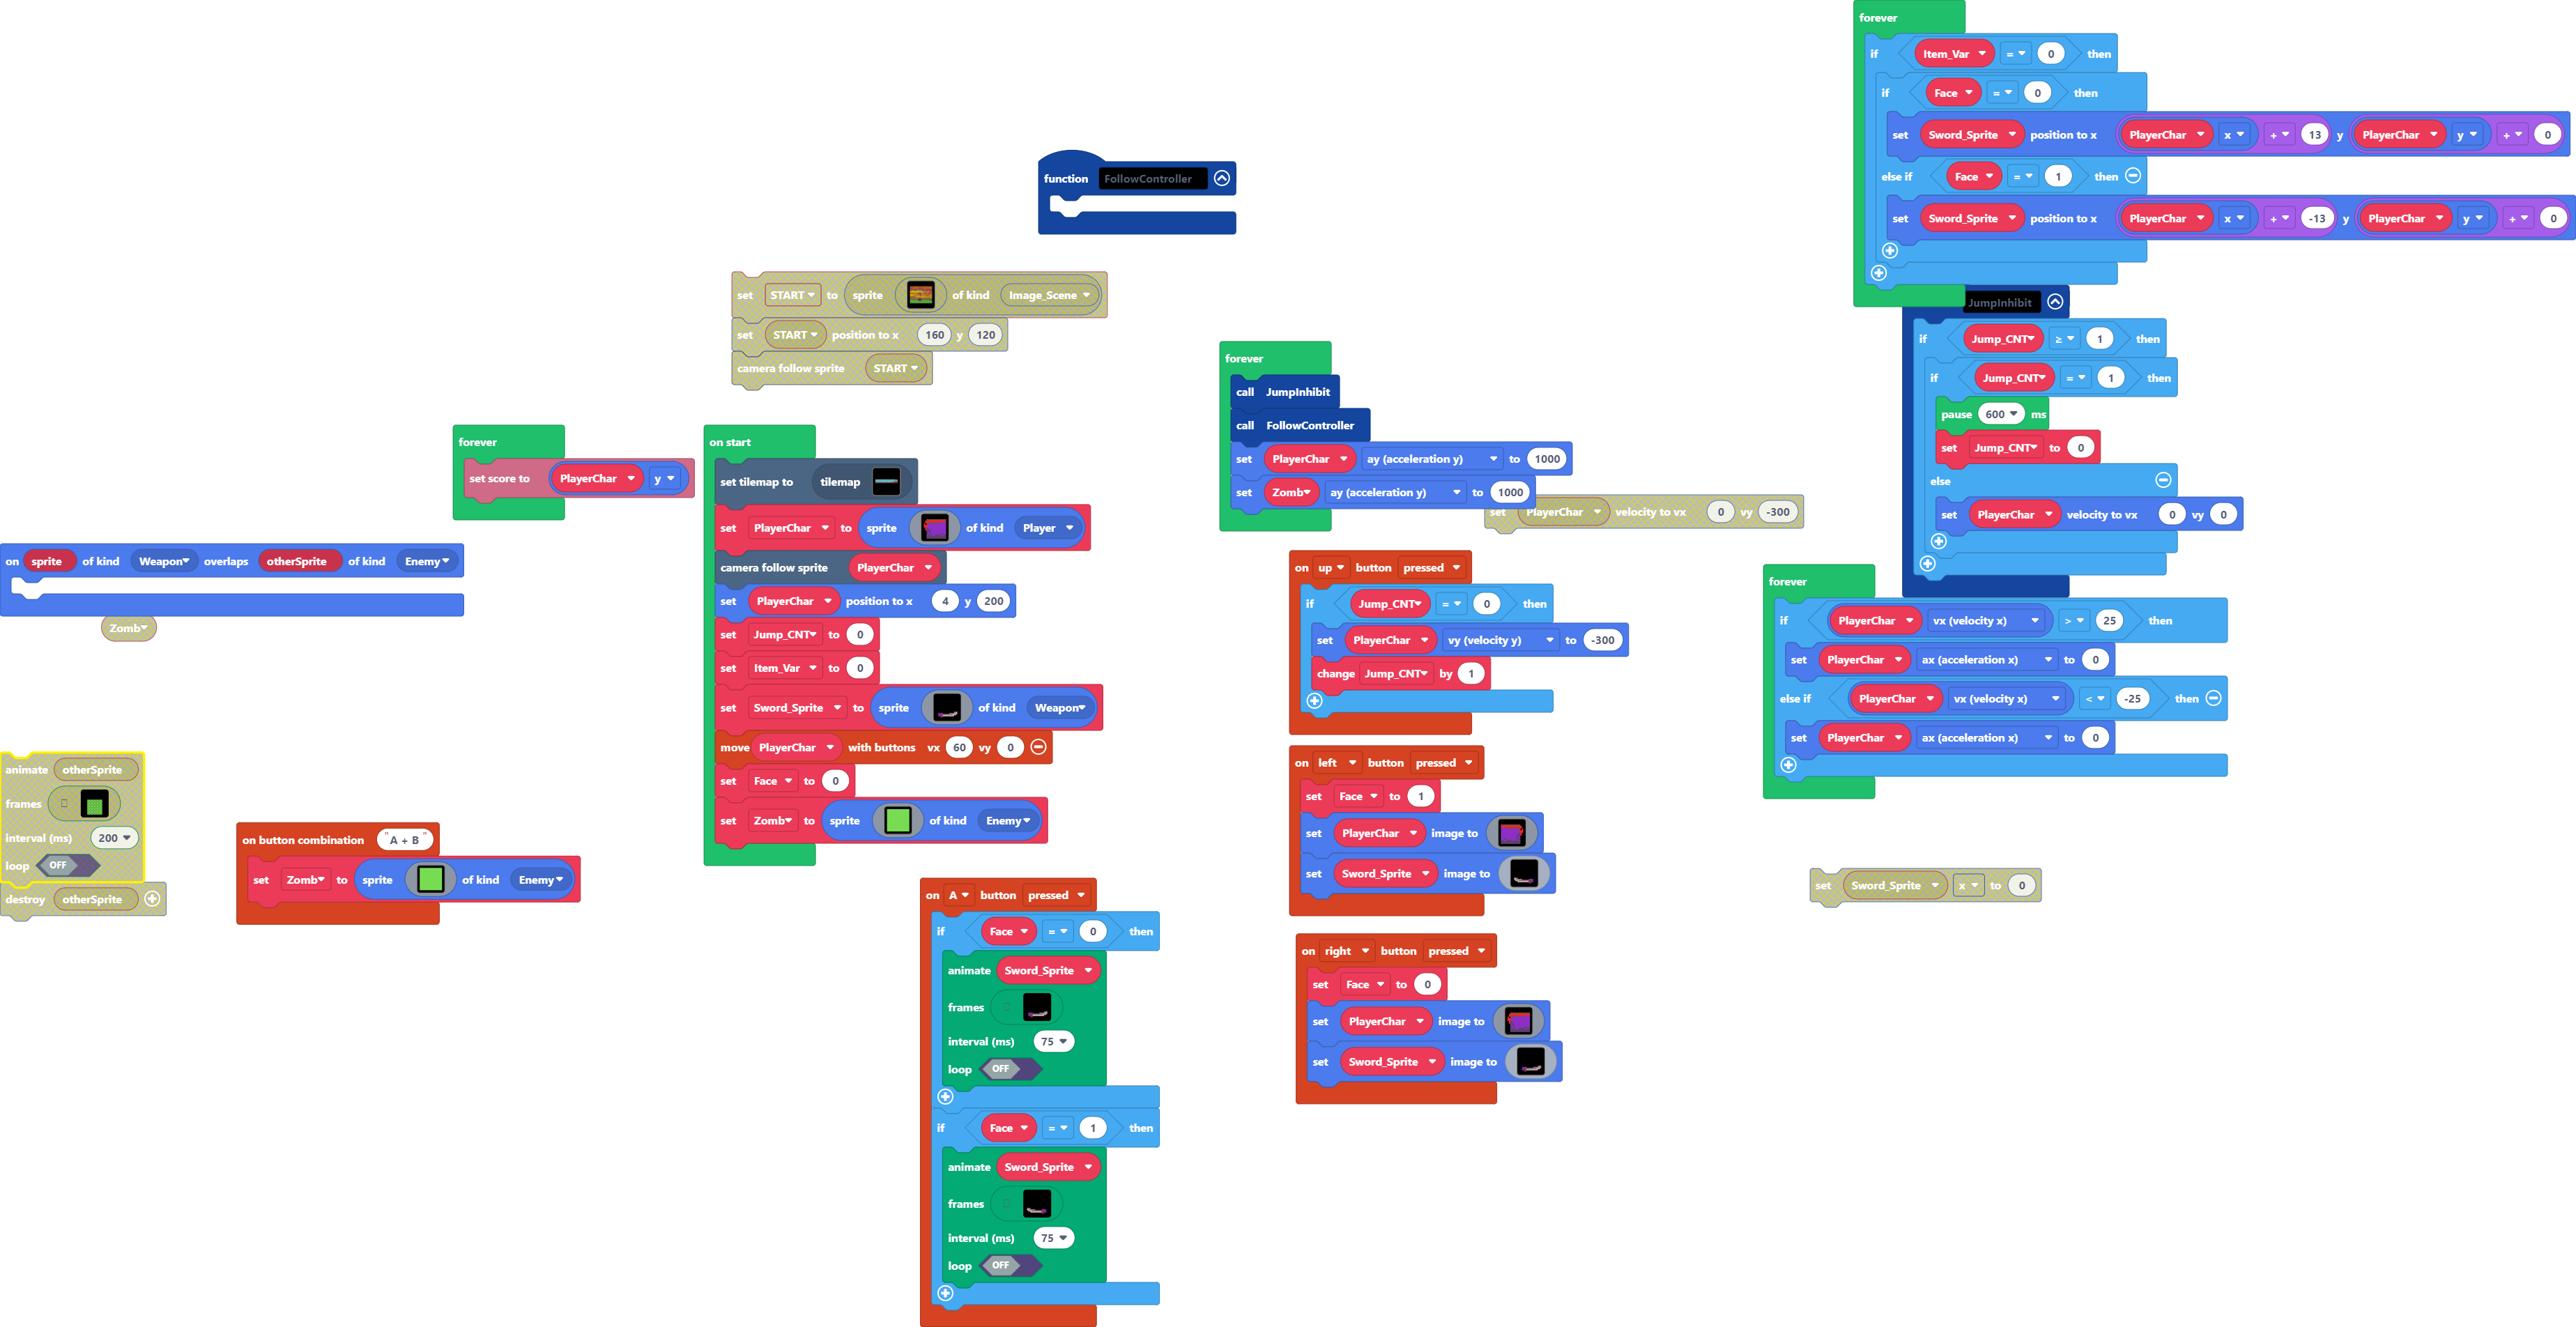 forever
if Item_Var = 0 then
if Face = 0 then
set Sword_Sprite position to x PlayerChar x + 13 y PlayerChar y + 0
else if Face = 1 then
set Sword_Sprite position to x PlayerChar x + -13 y PlayerChar y + 0
function FollowController
set START to sprite of kind Image_Scene
set START position to x 160 y 120
camera follow sprite START
JumpInhibit
if Jump_CNT ≥ 1 then
if Jump_CNT = 1 then
pause 600 ms
set Jump_CNT to 0
else
set PlayerChar velocity to vx 0 vy 0
forever
call JumpInhibit
call FollowController
set PlayerChar ay (acceleration y) to 1000
set Zomb ay (acceleration y) to 1000
set PlayerChar velocity to vx 0 vy -300
forever
set score to PlayerChar y
on start
set tilemap to tilemap
set PlayerChar to sprite of kind Player
camera follow sprite PlayerChar
set PlayerChar position to x 4 y 200
set Jump_CNT to 0
set Item_Var to 0
set Sword_Sprite to sprite of kind Weapon
move PlayerChar with buttons vx 60 vy 0
set Face to 0
set Zomb to sprite of kind Enemy
on sprite of kind Weapon overlaps otherSprite of kind Enemy
Zomb
on up button pressed
if Jump_CNT = 0 then
set PlayerChar vy (velocity y) to -300
change Jump_CNT by 1
forever
if PlayerChar vx (velocity x) > 25 then
set PlayerChar ax (acceleration x) to 0
else if PlayerChar vx (velocity x) < -25 then
set PlayerChar ax (acceleration x) to 0
on left button pressed
set Face to 1
set PlayerChar image to
set Sword_Sprite image to
animate otherSprite
frames
interval (ms) 200
loop OFF
destroy otherSprite
on button combination "A + B"
set Zomb to sprite of kind Enemy
set Sword_Sprite x to 0
on A button pressed
if Face = 0 then
animate Sword_Sprite
frames
interval (ms) 75
loop OFF
if Face = 1 then
animate Sword_Sprite
frames
interval (ms) 75
loop OFF
on right button pressed
set Face to 0
set PlayerChar image to
set Sword_Sprite image to